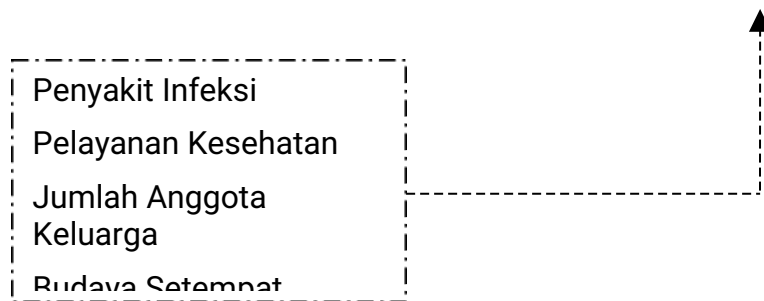 Penyakit Infeksi
Pelayanan Kesehatan
Jumlah Anggota
Keluarga
Budaya Setempat